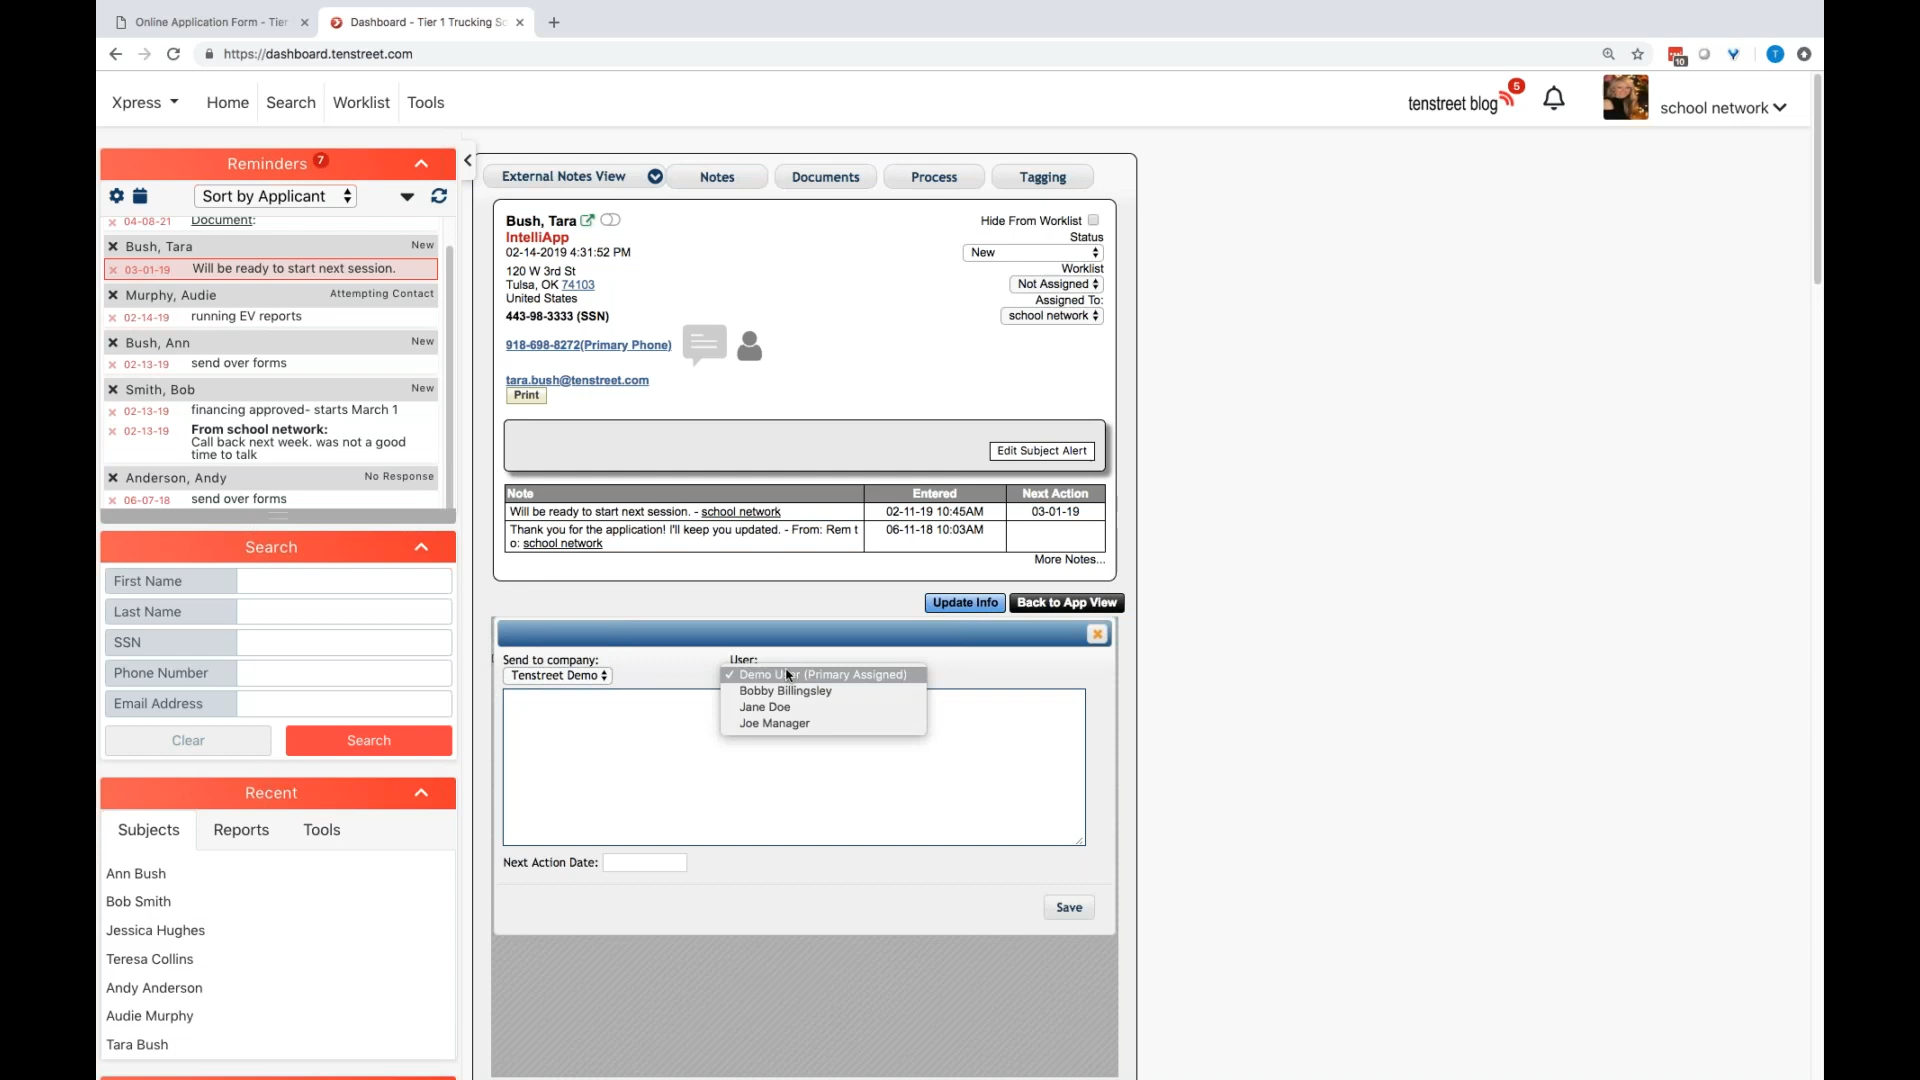 Online Application Form - Tier
Dashboard - Tier 1 Trucking Sc
https://dashboard.tenstreet.com
10
T
Xpress
Home
Search
Worklist
Tools
tenstreet blog
5
school network
Reminders
7
Sort by Applicant
04-08-21 Document:
Bush, Tara New
03-01-19 Will be ready to start next session.
Murphy, Audie Attempting Contact
02-14-19 running EV reports
Bush, Ann New
02-13-19 send over forms
Smith, Bob New
02-13-19 financing approved- starts March 1
02-13-19 From school network:
Call back next week. was not a good
time to talk
Anderson, Andy No Response
06-07-18 send over forms
Search
First Name
Last Name
SSN
Phone Number
Email Address
Clear
Search
Recent
Subjects
Reports
Tools
Ann Bush
Bob Smith
Jessica Hughes
Teresa Collins
Andy Anderson
Audie Murphy
Tara Bush
External Notes View
Notes
Documents
Process
Tagging
Bush, Tara
IntelliApp
02-14-2019 4:31:52 PM
120 W 3rd St
Tulsa, OK 74103
United States
443-98-3333 (SSN)
918-698-8272(Primary Phone)
tara.bush@tenstreet.com
Print
Hide From Worklist
Status
New
Worklist
Not Assigned
Assigned To:
school network
Edit Subject Alert
Note Entered Next Action
Will be ready to start next session. - school network 02-11-19 10:45AM 03-01-19
Thank you for the application! I'll keep you updated. - From: Rem t 06-11-18 10:03AM
o: school network
More Notes...
Update Info
Back to App View
Send to company:
Tenstreet Demo
User:
Demo User (Primary Assigned)
Bobby Billingsley
Jane Doe
Joe Manager
Next Action Date:
Save